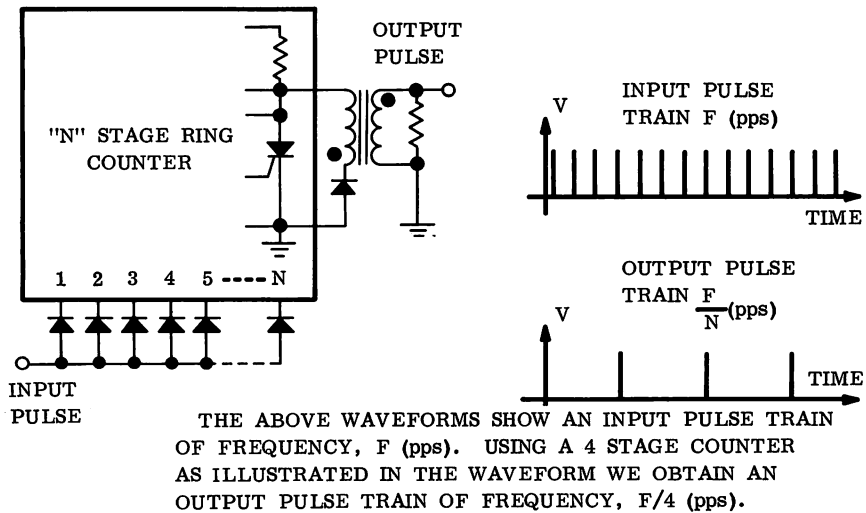 OUTPUT
PULSE
"N" STAGE RING
COUNTER
1 2 3 4 5 ----- N
INPUT
PULSE
INPUT PULSE
TRAIN F (pps)
V
TIME
OUTPUT PULSE
TRAIN F/N (pps)
V
TIME
THE ABOVE WAVEFORMS SHOW AN INPUT PULSE TRAIN
OF FREQUENCY, F (pps). USING A 4 STAGE COUNTER
AS ILLUSTRATED IN THE WAVEFORM WE OBTAIN AN
OUTPUT PULSE TRAIN OF FREQUENCY, F/4 (pps).